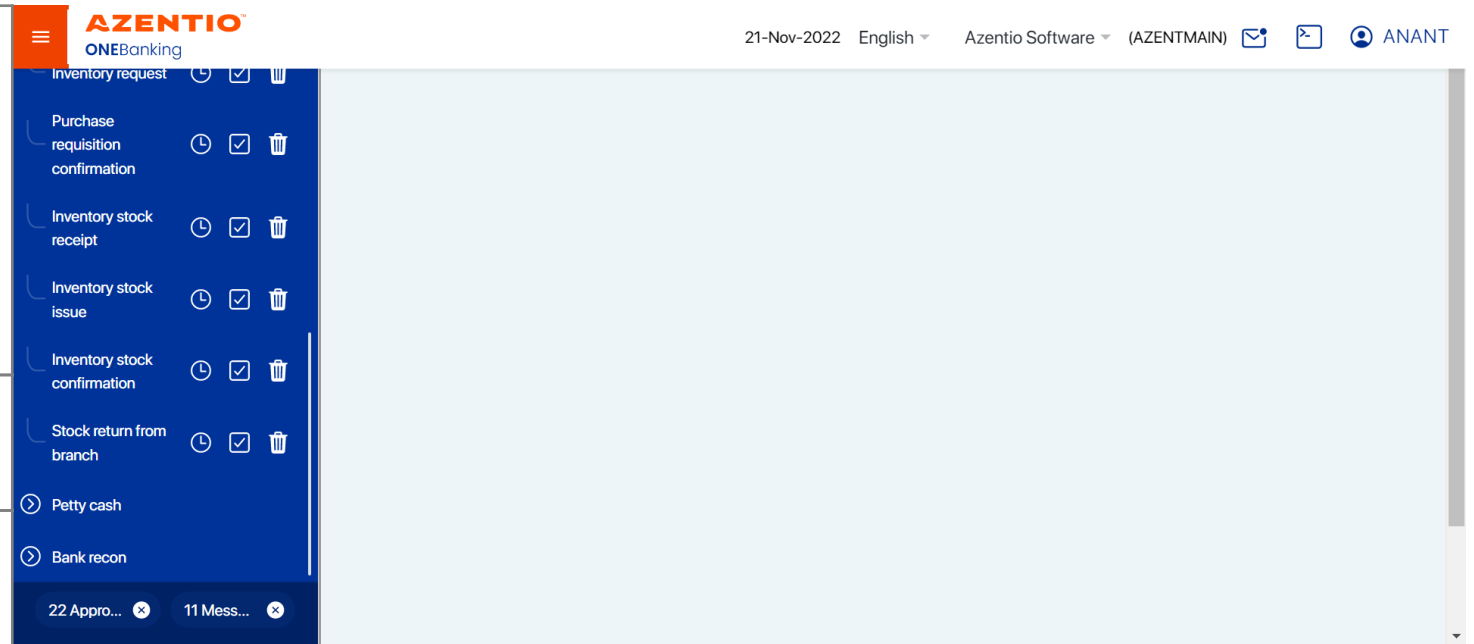 AZENTIO™
ONEBanking
21-Nov-2022 English Azentio Software (AZENTMAIN) ANANT
Inventory request
Purchase
requisition
confirmation
Inventory stock
receipt
Inventory stock
issue
Inventory stock
confirmation
Stock return from
branch
Petty cash
Bank recon
22 Appro... 11 Mess...